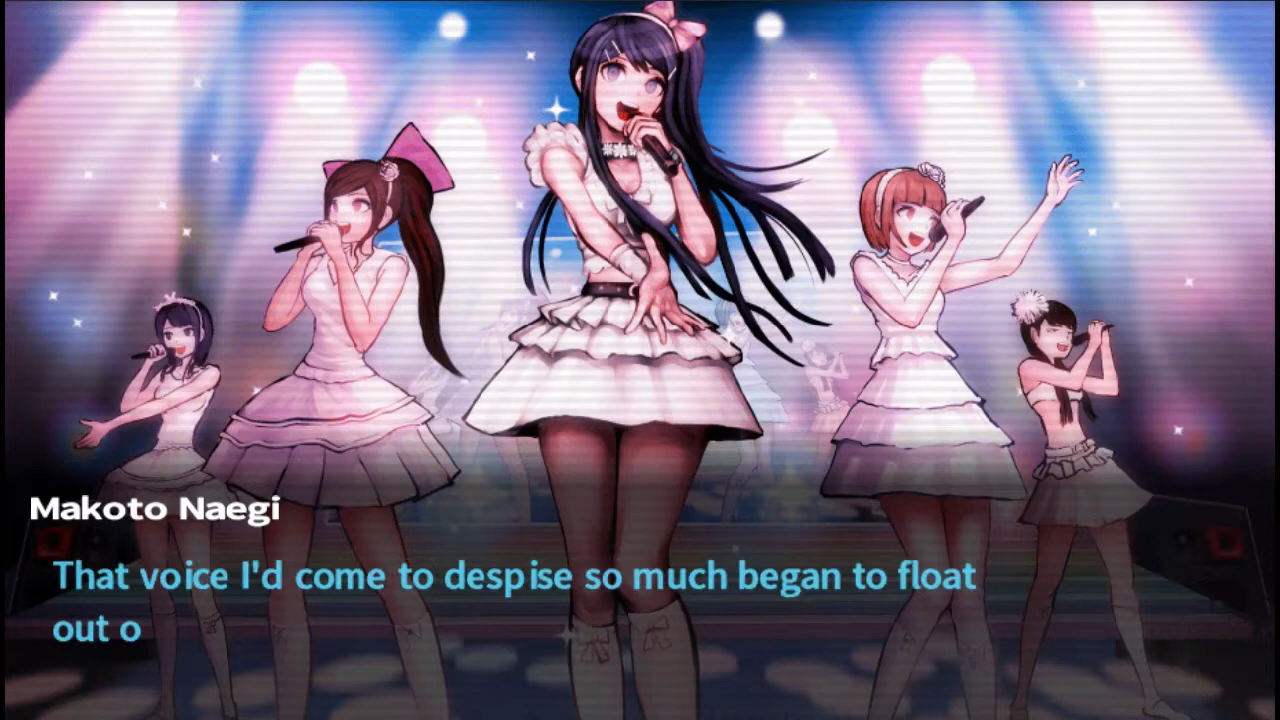 Makoto Naegi
That voice I'd come to despise so much began to float
out o